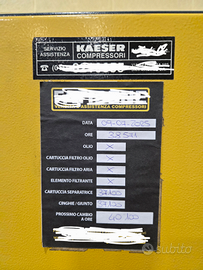 SERVIZIO ASSISTENZA
KAESER
COMPRESSORI
ASSISTENZA COMPRESSORI
DATA 09-07-2025
ORE
OLIO X
CARTUCCIA FILTRO OLIO X
CARTUCCIA FILTRO ARIA X
ELEMENTO FILTRANTE X
CARTUCCIA SEPARATRICE
CINGHIE / GIUNTO
PROSSIMO CAMBIO A ORE
subito